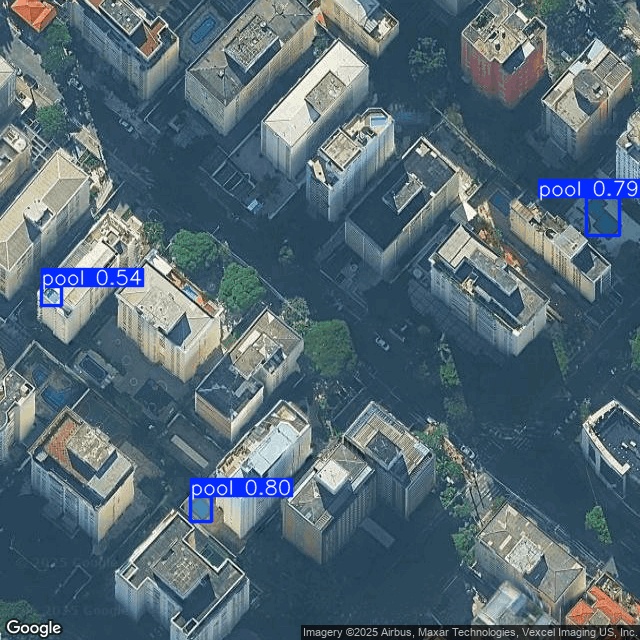 pool 0.79
pool 0.54
pool 0.80
Google
Imagery ©2025 Airbus, Maxar Technologies, Vexcel Imaging US, Inc.